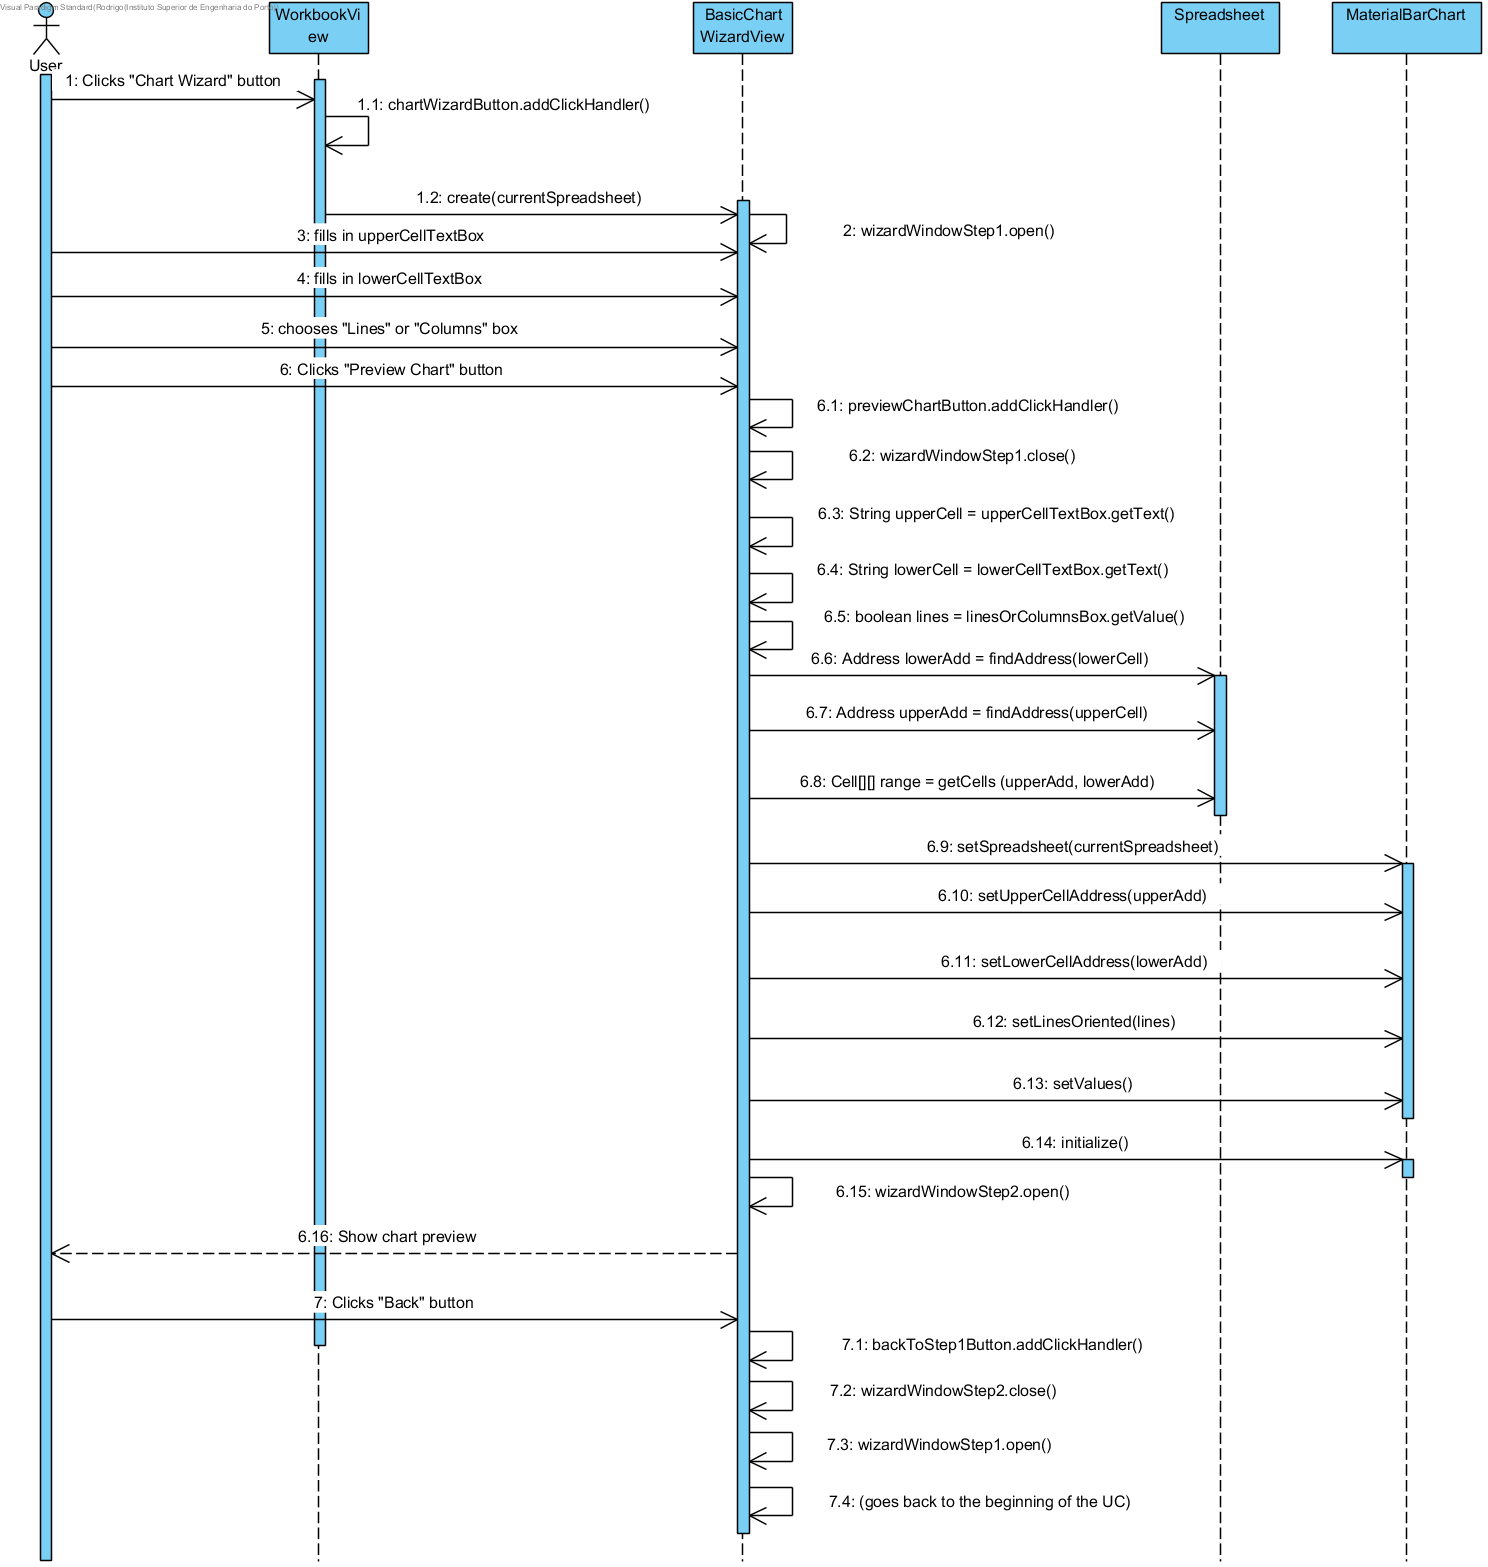 Visual Paradigm Standard(Rodrigo(Instituto Superior de Engenharia do Porto)
User
WorkbookVi
ew
BasicChart
WizardView
Spreadsheet
MaterialBarChart
1: Clicks "Chart Wizard" button
1.1: chartWizardButton.addClickHandler()
1.2: create(currentSpreadsheet)
2: wizardWindowStep1.open()
3: fills in upperCellTextBox
4: fills in lowerCellTextBox
5: chooses "Lines" or "Columns" box
6: Clicks "Preview Chart" button
6.1: previewChartButton.addClickHandler()
6.2: wizardWindowStep1.close()
6.3: String upperCell = upperCellTextBox.getText()
6.4: String lowerCell = lowerCellTextBox.getText()
6.5: boolean lines = linesOrColumnsBox.getValue()
6.6: Address lowerAdd = findAddress(lowerCell)
6.7: Address upperAdd = findAddress(upperCell)
6.8: Cell[][] range = getCells (upperAdd, lowerAdd)
6.9: setSpreadsheet(currentSpreadsheet)
6.10: setUpperCellAddress(upperAdd)
6.11: setLowerCellAddress(lowerAdd)
6.12: setLinesOriented(lines)
6.13: setValues()
6.14: initialize()
6.15: wizardWindowStep2.open()
6.16: Show chart preview
7: Clicks "Back" button
7.1: backToStep1Button.addClickHandler()
7.2: wizardWindowStep2.close()
7.3: wizardWindowStep1.open()
7.4: (goes back to the beginning of the UC)